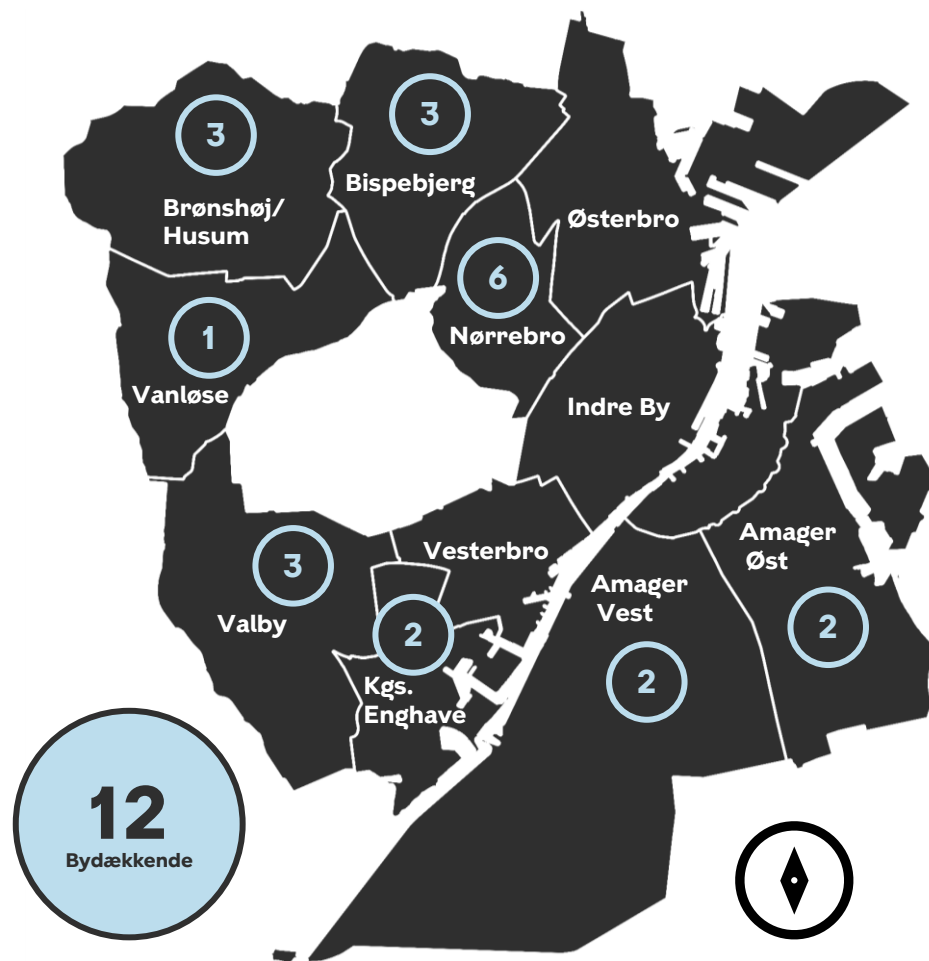 3
3
Bispebjerg
Brønshøj/
Husum
Østerbro
6
1
Nørrebro
Vanløse
Indre By
Amager
Øst
Vesterbro
3
Amager
Vest
Valby
2
2
2
Kgs.
Enghave
12
Bydækkende